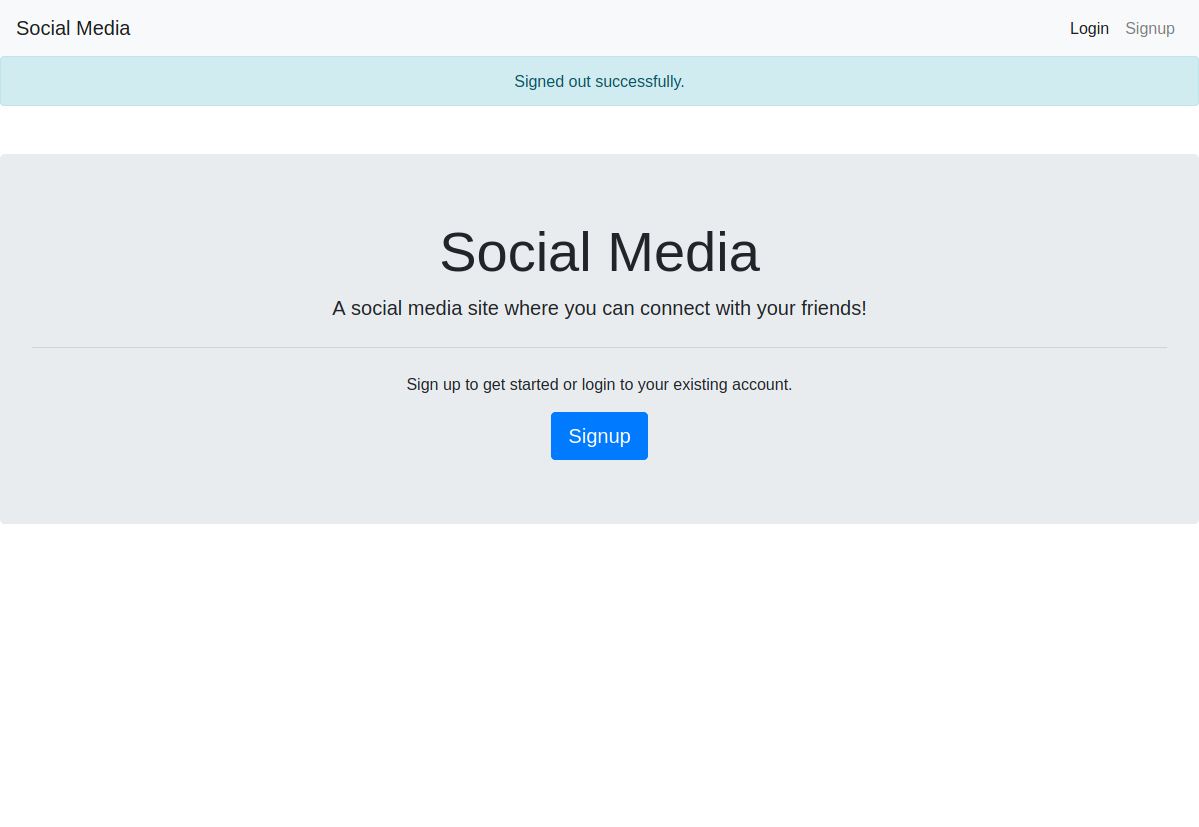 Social Media
Login Signup
Signed out successfully.
Social Media
A social media site where you can connect with your friends!
Sign up to get started or login to your existing account.
Signup